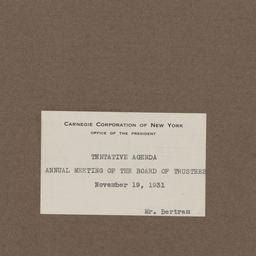 CARNEGIE CORPORATION OF NEW YORK
OFFICE OF THE PRESIDENT
TENTATIVE AGENDA
ANNUAL MEETING OF THE BOARD OF TRUSTEES
November 19, 1931
Mr. Bertram